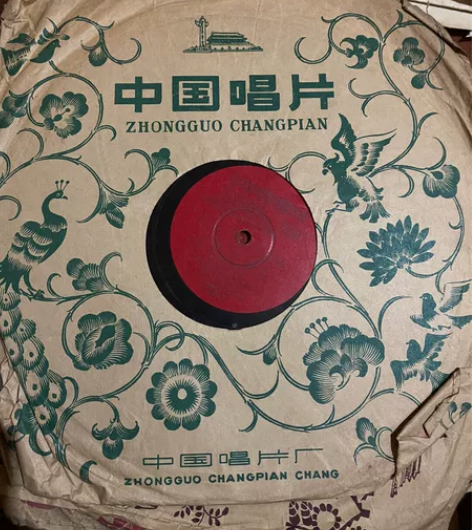 中国唱片
ZHONGGUO CHANGPIAN
中国唱片厂
ZHONGGUO CHANGPIAN CHANG